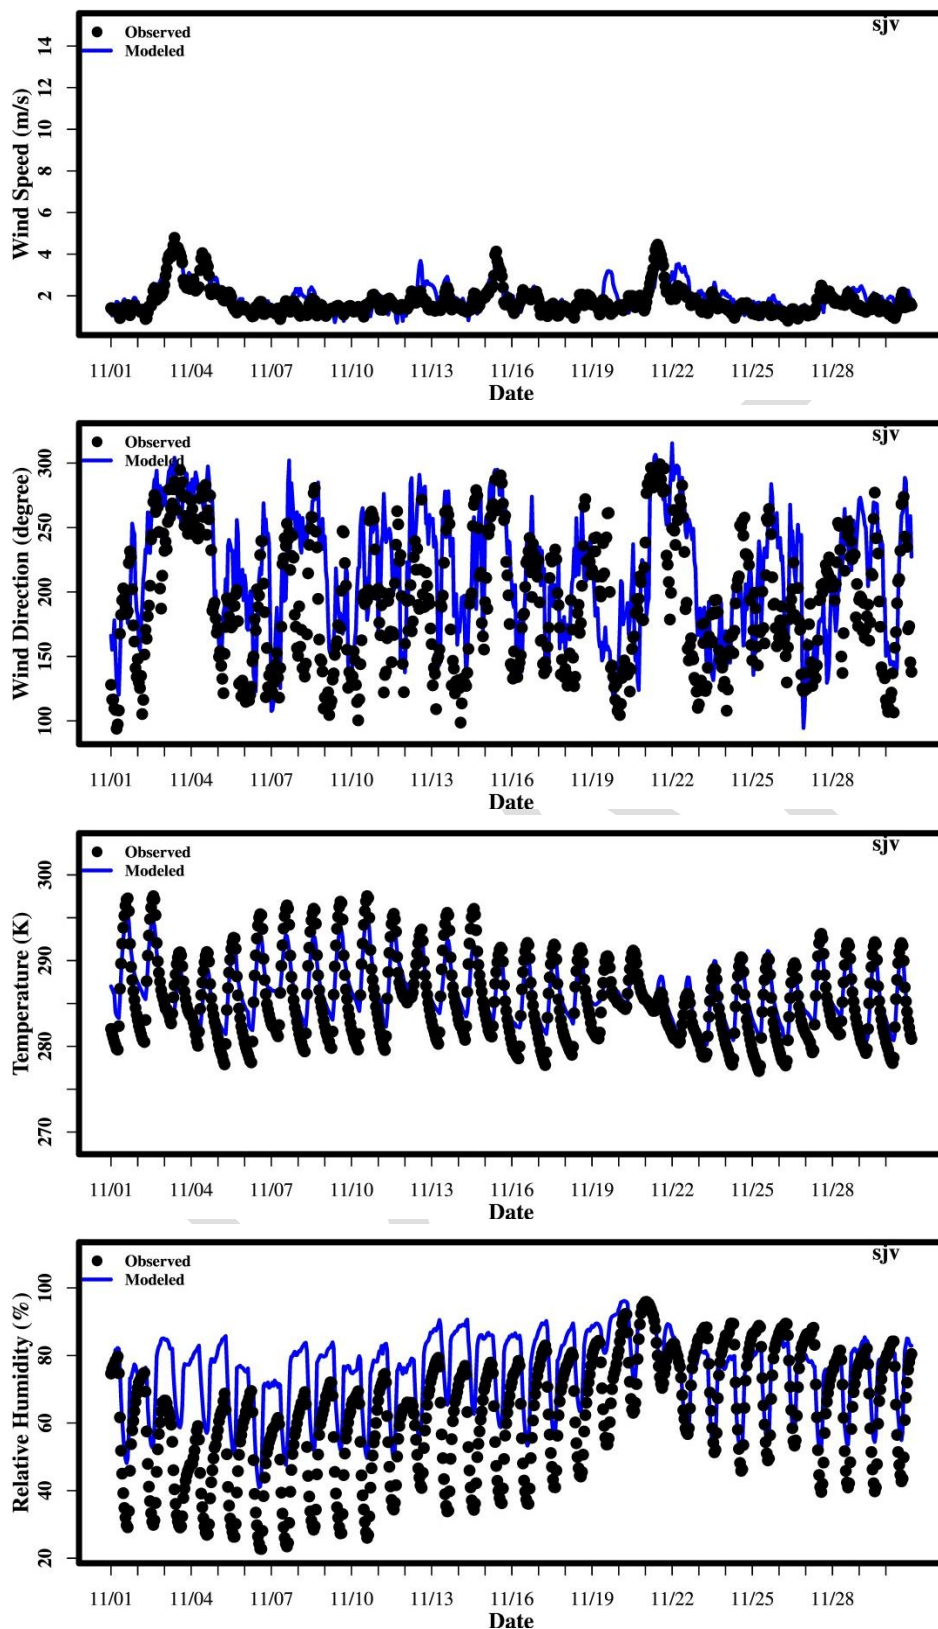 sjv
Observed
Modeled
Wind Speed (m/s)
14
12
10
8
6
4
2
11/01 11/04 11/07 11/10 11/13 11/16 11/19 11/22 11/25 11/28
Date
sjv
Observed
Modeled
Wind Direction (degree)
300
250
200
150
100
11/01 11/04 11/07 11/10 11/13 11/16 11/19 11/22 11/25 11/28
Date
sjv
Observed
Modeled
Temperature (K)
300
290
280
270
11/01 11/04 11/07 11/10 11/13 11/16 11/19 11/22 11/25 11/28
Date
sjv
Observed
Modeled
Relative Humidity (%)
100
80
60
40
20
11/01 11/04 11/07 11/10 11/13 11/16 11/19 11/22 11/25 11/28
Date